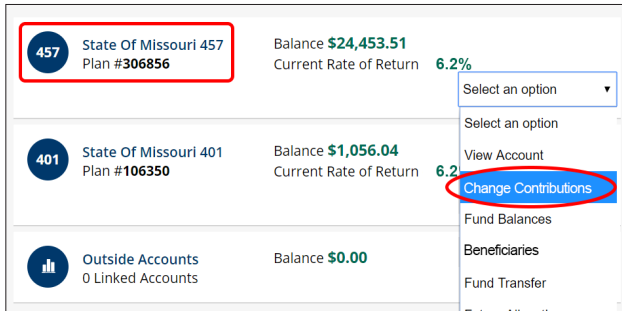 457
State Of Missouri 457
Plan #306856
Balance $24,453.51
Current Rate of Return 6.2%
Select an option
Select an option
View Account
Change Contributions
Fund Balances
Beneficiaries
Fund Transfer
401
State Of Missouri 401
Plan #106350
Balance $1,056.04
Current Rate of Return 6.2
Outside Accounts
0 Linked Accounts
Balance $0.00